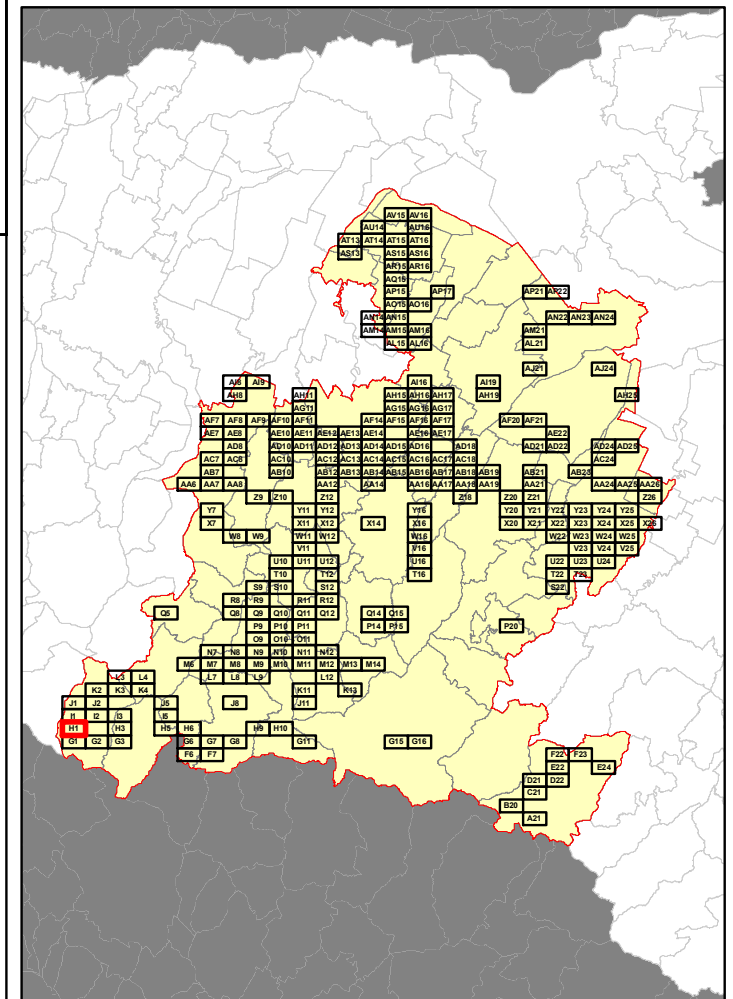 AV15 AV16
AU14 AU16
AT13 AT14 AT15 AT16
AS13 AS15 AS16
AR15 AR16
AQ15
AP15 AP17 AP21 AP22
AO15 AO16
AN14 AN15 AN22 AN23 AN24
AM14 AM15 AM16 AM21
AL15 AL16 AL21
AJ21 AJ24
AI8 AI9 AI16 AI19
AH8 AH11 AH15 AH16 AH17 AH19 AH25
AG11 AG15 AG16 AG17
AF7 AF8 AF9 AF10 AF11 AF14 AF15 AF16 AF17 AF20 AF21
AE7 AE8 AE10 AE11 AE12 AE13 AE14 AE16 AE17 AE22
AD8 AD10 AD11 AD12 AD13 AD14 AD15 AD16 AD18 AD21 AD22 AD24 AD25
AC7 AC8 AC10 AC12 AC13 AC14 AC15 AC16 AC17 AC18 AC24
AB7 AB10 AB12 AB13 AB14 AB15 AB16 AB17 AB18 AB19 AB21 AB23
AA6 AA7 AA8 AA12 AA14 AA16 AA17 AA18 AA19 AA21 AA24 AA25 AA26
Z9 Z10 Z12 Z18 Z20 Z21 Z26
Y7 Y11 Y12 Y16 Y20 Y21 Y22 Y23 Y24 Y25
X7 X11 X12 X14 X16 X20 X21 X22 X23 X24 X25 X26
W8 W9 W11 W12 W16 W22 W23 W24 W25
V11 V16 V23 V24 V25
U10 U11 U12 U16 U22 U23 U24
T10 T12 T16 T22 T23
S9 S10 S12 S22
R8 R9 R11 R12
Q5 Q8 Q9 Q10 Q11 Q12 Q14 Q15
P9 P10 P11 P14 P15 P20
O9 O10 O11
N7 N8 N9 N10 N11 N12
M6 M7 M8 M9 M10 M11 M12 M13 M14
L3 L4 L7 L8 L9 L12
K2 K3 K4 K11 K13
J1 J2 J5 J8 J11
I1 I2 I3 I5
H1 H3 H5 H6 H9 H10
G1 G2 G3 G6 G7 G8 G11 G15 G16
F6 F7 F22 F23
E22 E24
D21 D22
C21
B20
A21